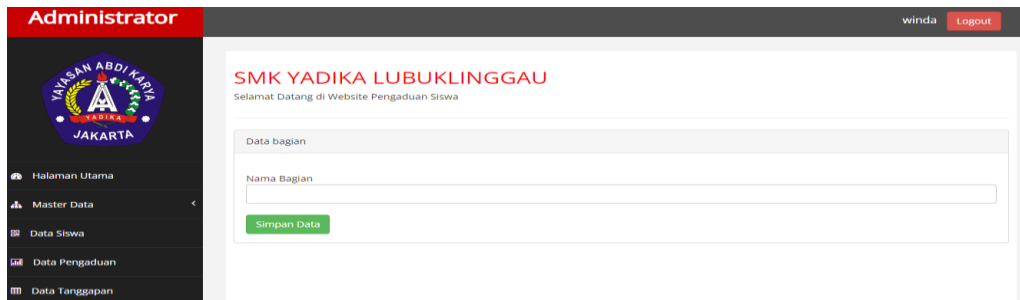 Administrator
winda Logout
YAYASAN ABDI KARYA
YADIKA
JAKARTA
SMK YADIKA LUBUKLINGGAU
Selamat Datang di Website Pengaduan Siswa
Data bagian
Nama Bagian
Simpan Data
Halaman Utama
Master Data
Data Siswa
Data Pengaduan
Data Tanggapan